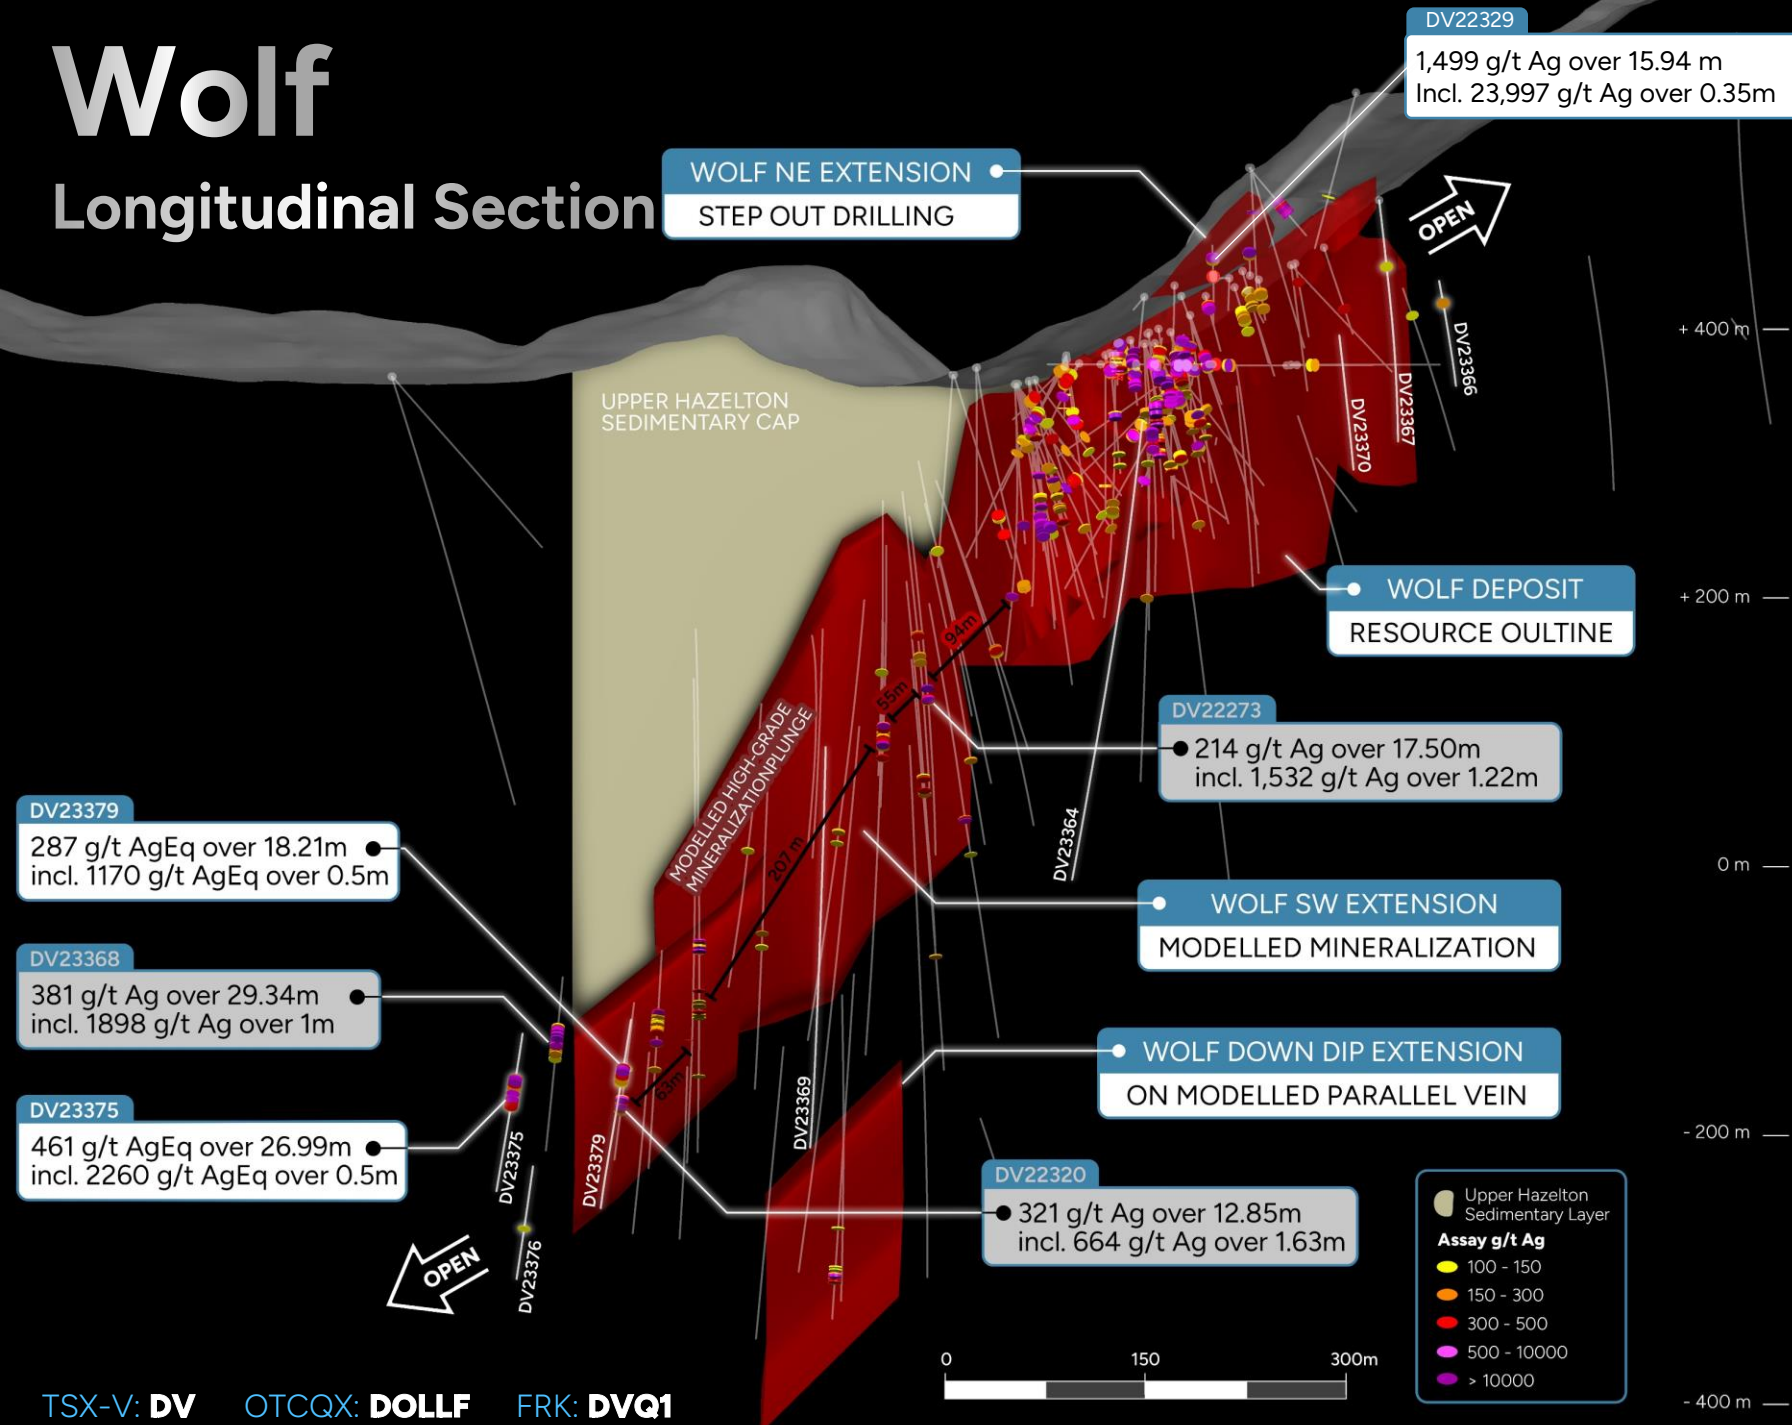 Wolf
Longitudinal Section
DV22329
1,499 g/t Ag over 15.94 m
Incl. 23,997 g/t Ag over 0.35m
WOLF NE EXTENSION
STEP OUT DRILLING
OPEN
DV23366
DV23367
DV23370
+ 400 m
UPPER HAZELTON
SEDIMENTARY CAP
WOLF DEPOSIT
RESOURCE OULTINE
+ 200 m
94m
55m
DV22273
214 g/t Ag over 17.50m
incl. 1,532 g/t Ag over 1.22m
MODELLED HIGH-GRADE
MINERALIZATIONPLUNGE
207 m
DV23364
0 m
DV23379
287 g/t AgEq over 18.21m
incl. 1170 g/t AgEq over 0.5m
WOLF SW EXTENSION
MODELLED MINERALIZATION
DV23368
381 g/t Ag over 29.34m
incl. 1898 g/t Ag over 1m
WOLF DOWN DIP EXTENSION
ON MODELLED PARALLEL VEIN
63m
DV23369
DV23375
461 g/t AgEq over 26.99m
incl. 2260 g/t AgEq over 0.5m
DV23375
DV23379
- 200 m
DV22320
321 g/t Ag over 12.85m
incl. 664 g/t Ag over 1.63m
DV23376
OPEN
Upper Hazelton
Sedimentary Layer
Assay g/t Ag
100 - 150
150 - 300
300 - 500
500 - 10000
> 10000
0 150 300m
- 400 m
TSX-V: DV OTCQX: DOLLF FRK: DVQ1